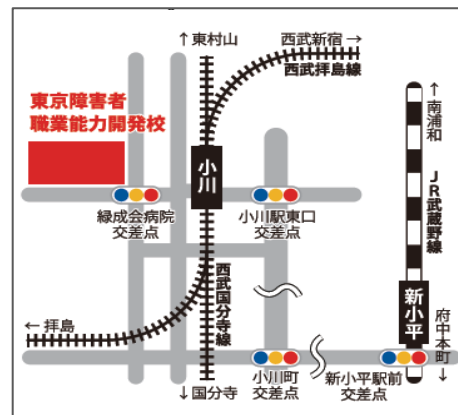 ↑東村山
西武新宿→
西武拝島線
東京障害者
職業能力開発校
小川
↑南浦和
JR武蔵野線
緑成会病院
交差点
小川駅東口
交差点
西武国分寺線
新小平
府中本町↓
←拝島
↓国分寺
小川町
交差点
新小平駅前
交差点